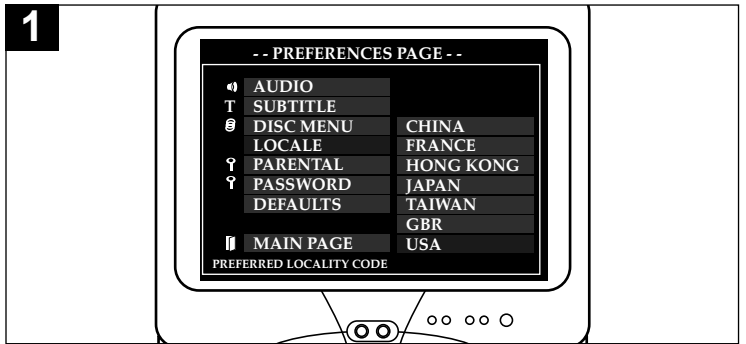 1
- - PREFERENCES PAGE - -
AUDIO
T SUBTITLE
DISC MENU
LOCALE
PARENTAL
PASSWORD
DEFAULTS
MAIN PAGE
CHINA
FRANCE
HONG KONG
JAPAN
TAIWAN
GBR
USA
PREFERRED LOCALITY CODE